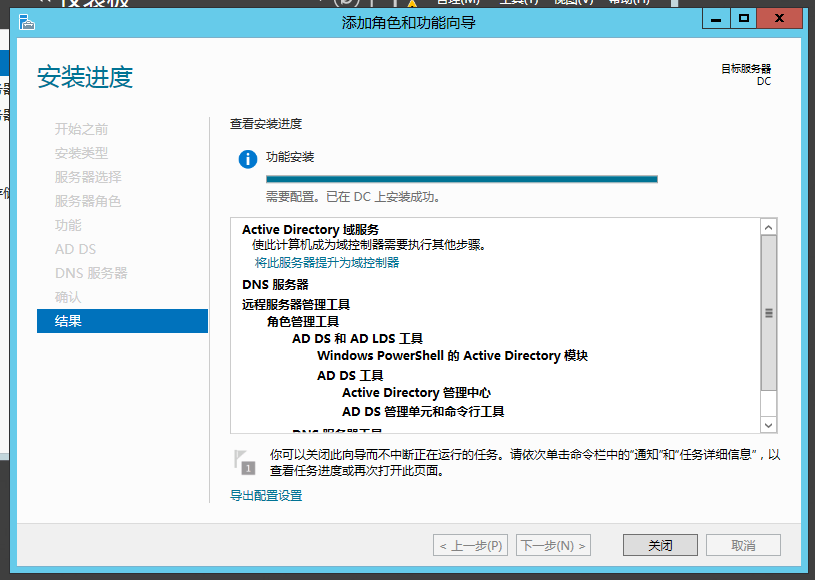 添加角色和功能向导
安装进度
目标服务器
DC
开始之前
安装类型
服务器选择
服务器角色
功能
AD DS
DNS 服务器
确认
结果
查看安装进度
功能安装
需要配置。已在 DC 上安装成功。
Active Directory 域服务
使此计算机成为域控制器需要执行其他步骤。
将此服务器提升为域控制器
DNS 服务器
远程服务器管理工具
角色管理工具
AD DS 和 AD LDS 工具
Windows PowerShell 的 Active Directory 模块
AD DS 工具
Active Directory 管理中心
AD DS 管理单元和命令行工具
DNS 服务器工具
1
你可以关闭此向导而不中断正在运行的任务。请依次单击命令栏中的"通知"和"任务详细信息"，以
查看任务进度或再次打开此页面。
导出配置设置
< 上一步(P)
下一步(N) >
关闭
取消